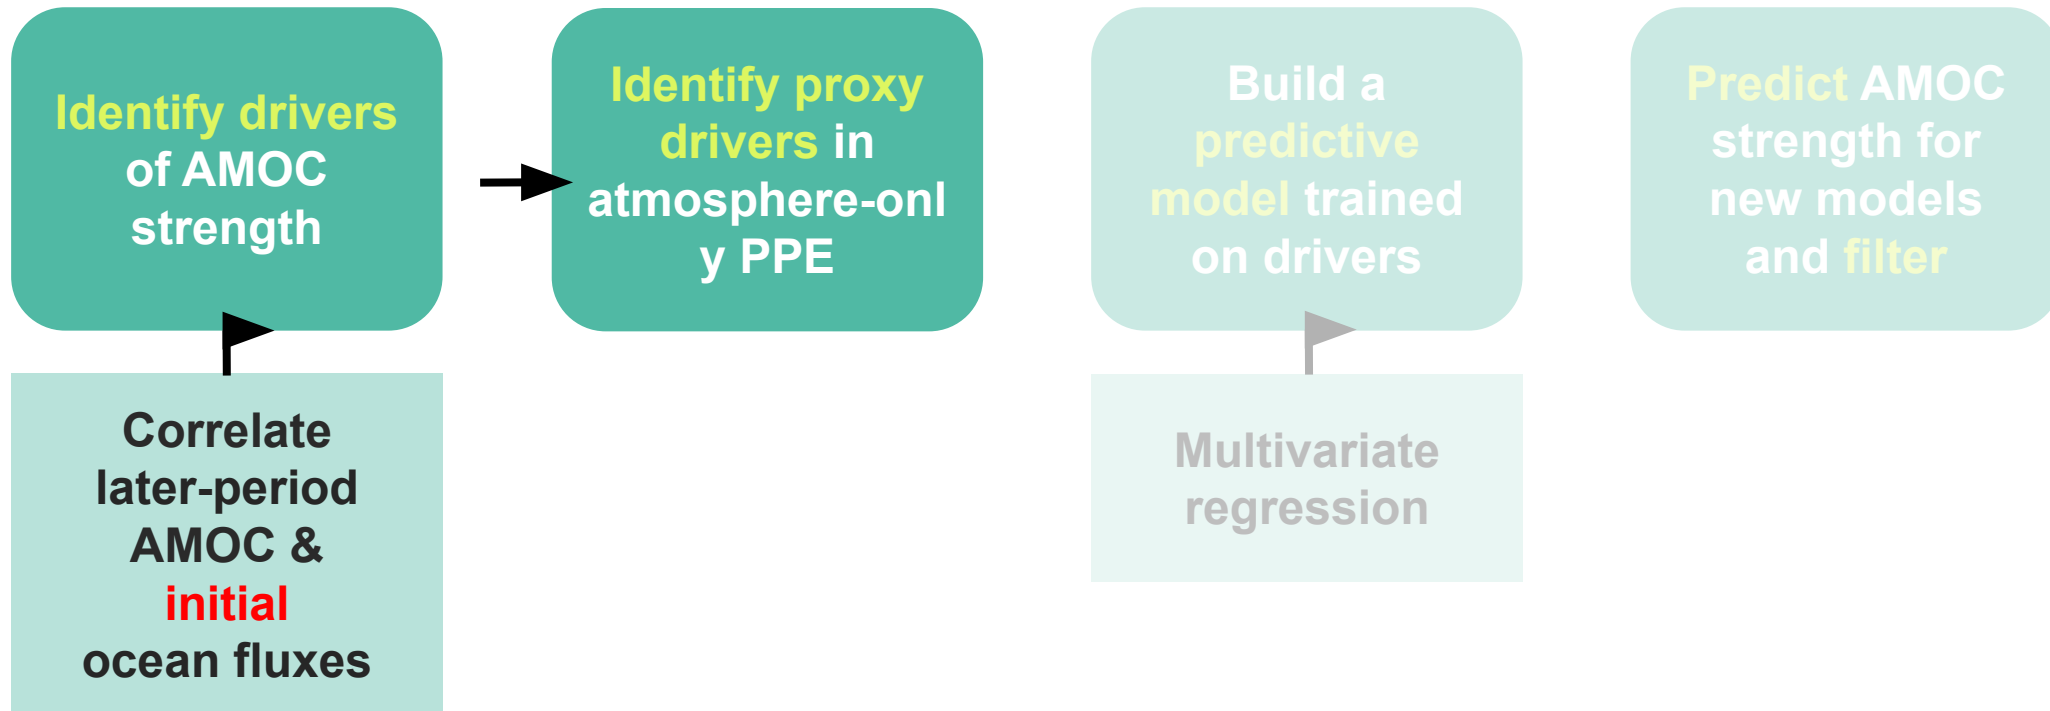 Identify drivers
of AMOC
strength
Identify proxy
drivers in
atmosphere-onl
y PPE
Build a
predictive
model trained
on drivers
Predict AMOC
strength for
new models
and filter
Correlate
later-period
AMOC &
initial
ocean fluxes
Multivariate
regression